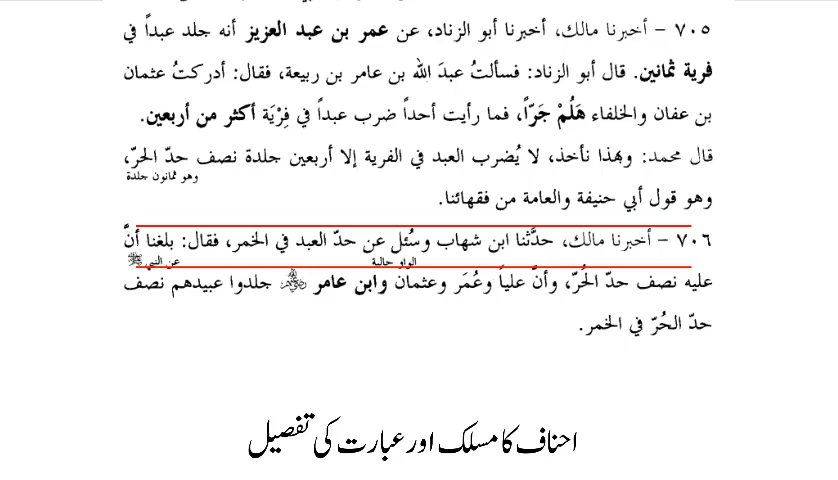 ٧٠٥ - أخبرنا مالك، أخبرنا أبو الزناد، عن عمر بن عبد العزيز أنه جلد عبداً في
فرية ثمانين. قال أبو الزناد: فسألتُ عبدَ الله بن عامر بن ربيعة، فقال: أدركتُ عثمان
بن عفان والخلفاء هَلُمْ جَرّاً، فما رأيت أحداً ضرب عبداً في فِرْيَة أكثر من أربعين.
قال محمد: وبهذا نأخذ، لا يُضرب العبد في الفرية إلا أربعين جلدة نصف حدّ الحرّ،
وهو ثمانون جلدة
وهو قول أبي حنيفة والعامة من فقهائنا.
٧٠٦ - أخبرنا مالك، حدَّثنا ابن شهاب وسُئل عن حدّ العبد في الخمر، فقال: بلغنا أنَّ
الواو حالية عن النبي ﷺ
عليه نصف حدّ الحُرّ، وأنَّ علياً وعُمَر وعثمان وابن عامر ﷺ جلدوا عبيدهم نصف
حدّ الحُرّ في الخمر.
احناف کا مسلک اور عبارت کی تفصیل